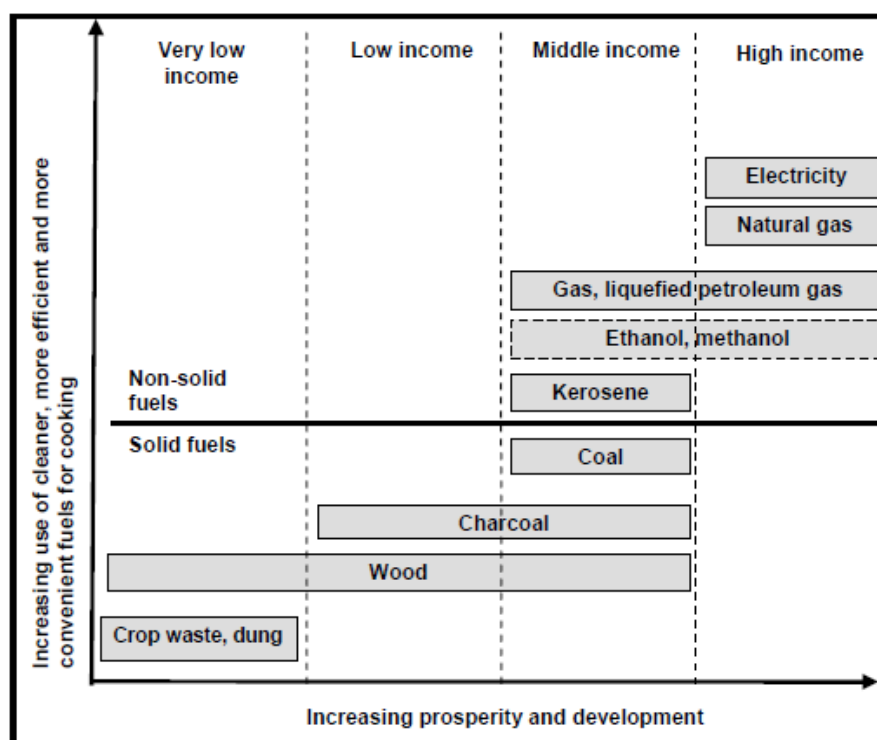 Very low
income
Low income
Middle income
High income
Electricity
Natural gas
Gas, liquefied petroleum gas
Ethanol, methanol
Non-solid
fuels
Kerosene
Solid fuels
Coal
Charcoal
Wood
Crop waste, dung
Increasing use of cleaner, more efficient and more
convenient fuels for cooking
Increasing prosperity and development